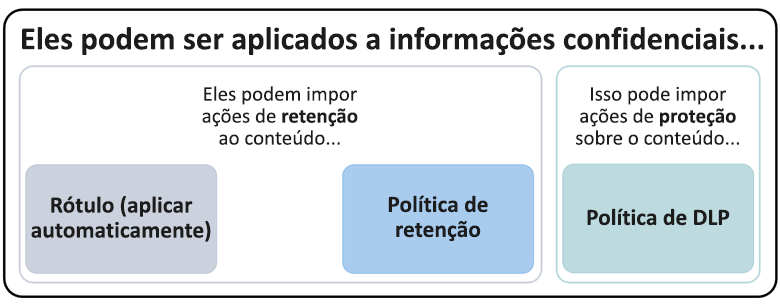 Eles podem ser aplicados a informações confidenciais...
Eles podem impor
ações de retenção
ao conteúdo...
Rótulo (aplicar
automaticamente)
Política de
retenção
Isso pode impor
ações de proteção
sobre o conteúdo...
Política de DLP